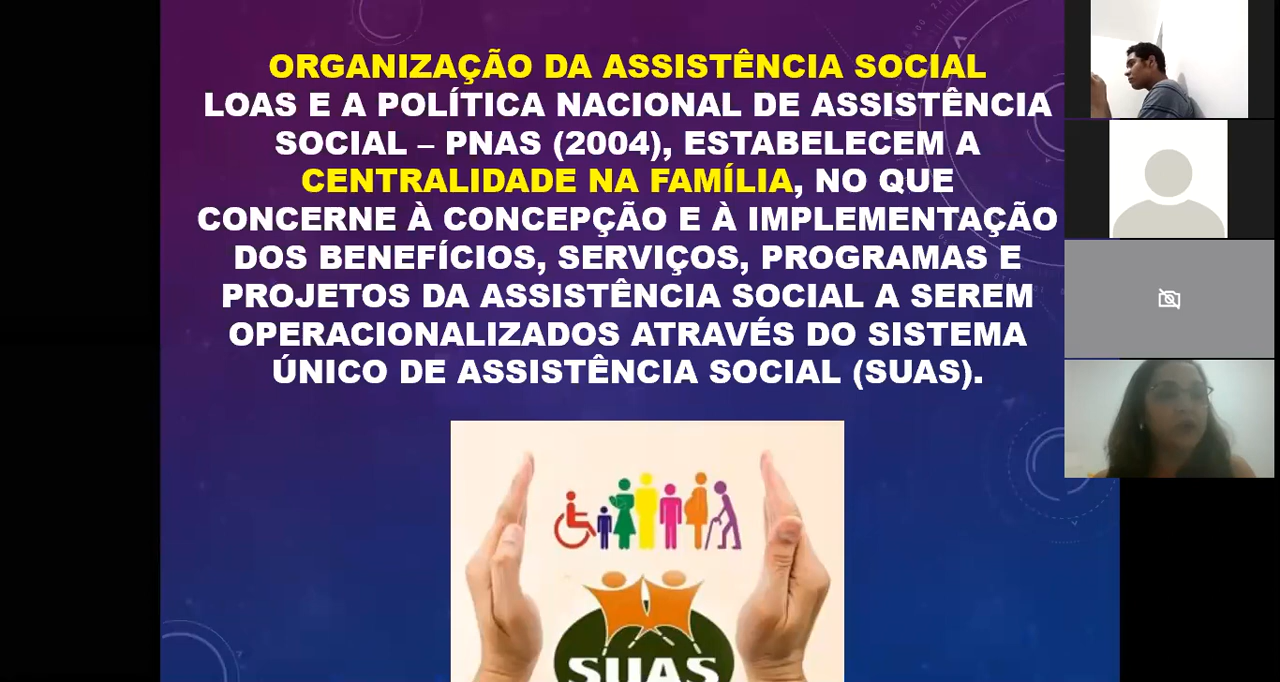 ORGANIZAÇÃO DA ASSISTÊNCIA SOCIAL
LOAS E A POLÍTICA NACIONAL DE ASSISTÊNCIA
SOCIAL – PNAS (2004), ESTABELECEM A
CENTRALIDADE NA FAMÍLIA, NO QUE
CONCERNE À CONCEPÇÃO E À IMPLEMENTAÇÃO
DOS BENEFÍCIOS, SERVIÇOS, PROGRAMAS E
PROJETOS DA ASSISTÊNCIA SOCIAL A SEREM
OPERACIONALIZADOS ATRAVÉS DO SISTEMA
ÚNICO DE ASSISTÊNCIA SOCIAL (SUAS).
SUAS